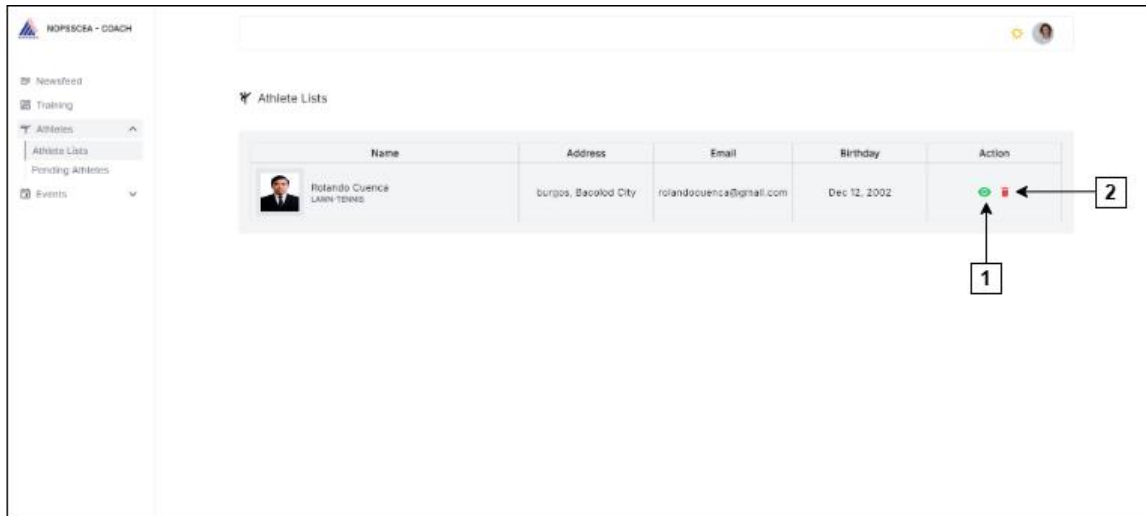 NOPSSCEA - COACH
Newsfeed
Training
Athletes
Athlete Lists
Pending Athletes
Events
Athlete Lists
Name Address Email Birthday Action
Rolando Cuenca burgos, Bacolod City rolandocuenca@gmail.com Dec 12, 2002
LAWN-TENNIS
2
1